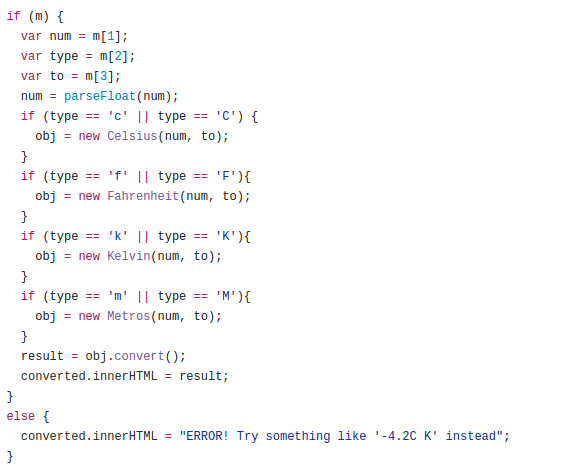 if (m) {
  var num = m[1];
  var type = m[2];
  var to = m[3];
  num = parseFloat(num);
  if (type == 'c' || type == 'C') {
    obj = new Celsius(num, to);
  }
  if (type == 'f' || type == 'F'){
    obj = new Fahrenheit(num, to);
  }
  if (type == 'k' || type == 'K'){
    obj = new Kelvin(num, to);
  }
  if (type == 'm' || type == 'M'){
    obj = new Metros(num, to);
  }
  result = obj.convert();
  converted.innerHTML = result;
}
else {
  converted.innerHTML = "ERROR! Try something like '-4.2C K' instead";
}